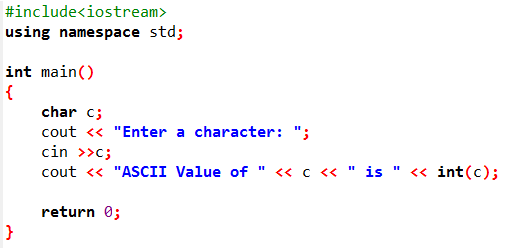 #include<iostream>
using namespace std;
int main()
{
char c;
cout << "Enter a character: ";
cin >>c;
cout << "ASCII Value of " << c << " is " << int(c);
return 0;
}